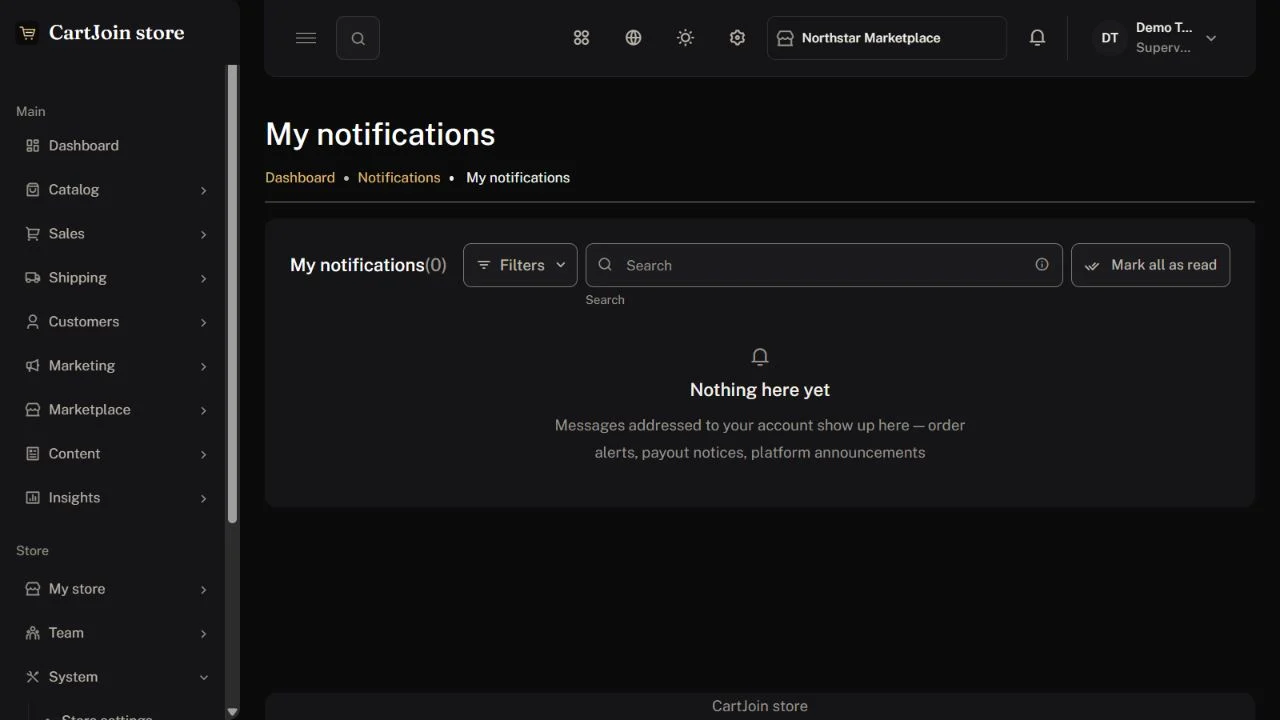 CartJoin store
Northstar Marketplace
DT
Demo T...
Superv...
Main
Dashboard
Catalog
Sales
Shipping
Customers
Marketing
Marketplace
Content
Insights
Store
My store
Team
System
Store settings
My notifications
Dashboard • Notifications • My notifications
My notifications(0)
Filters
Search
Mark all as read
Search
Nothing here yet
Messages addressed to your account show up here — order
alerts, payout notices, platform announcements
CartJoin store